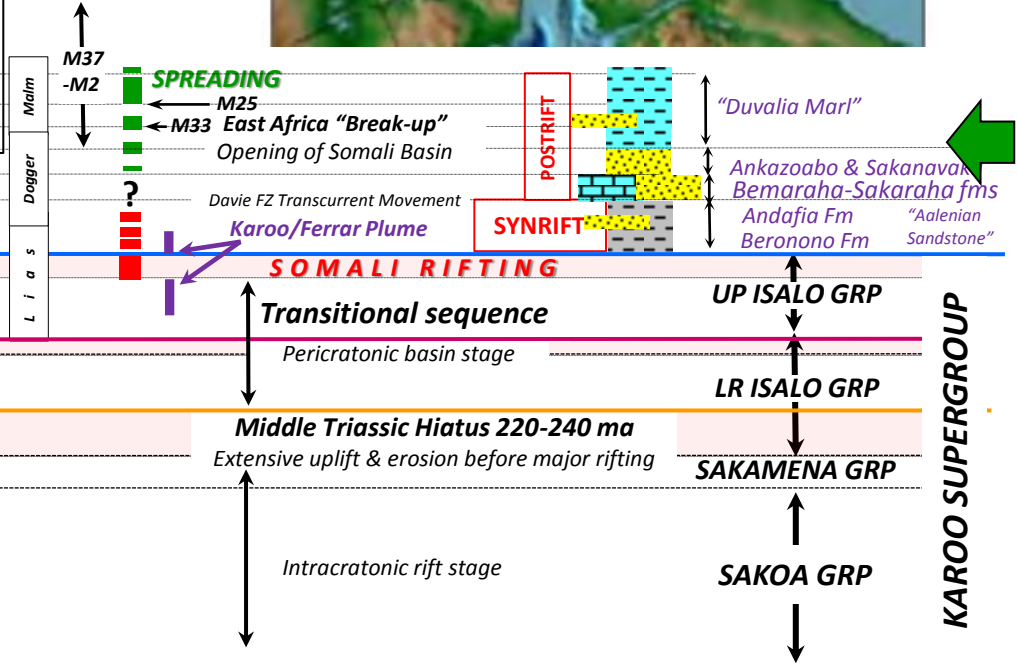 M37
-M2
Malm
SPREADING
M25
M33 East Africa “Break-up”
Opening of Somali Basin
Dogger
?
Davie FZ Transcurrent Movement
Karoo/Ferrar Plume
POSTRIFT
SYNRIFT
“Duvalia Marl”
Ankazoabo & Sakanavak
Bemaraha-Sakaraha fms
Andafia Fm
“Aalenian
Beronono Fm
Sandstone”
SOMALI RIFTING
Lias
UP ISALO GRP
Transitional sequence
Pericratonic basin stage
LR ISALO GRP
Middle Triassic Hiatus 220-240 ma
Extensive uplift & erosion before major rifting
SAKAMENA GRP
Intracratonic rift stage
SAKOA GRP
KAROO SUPERGROUP